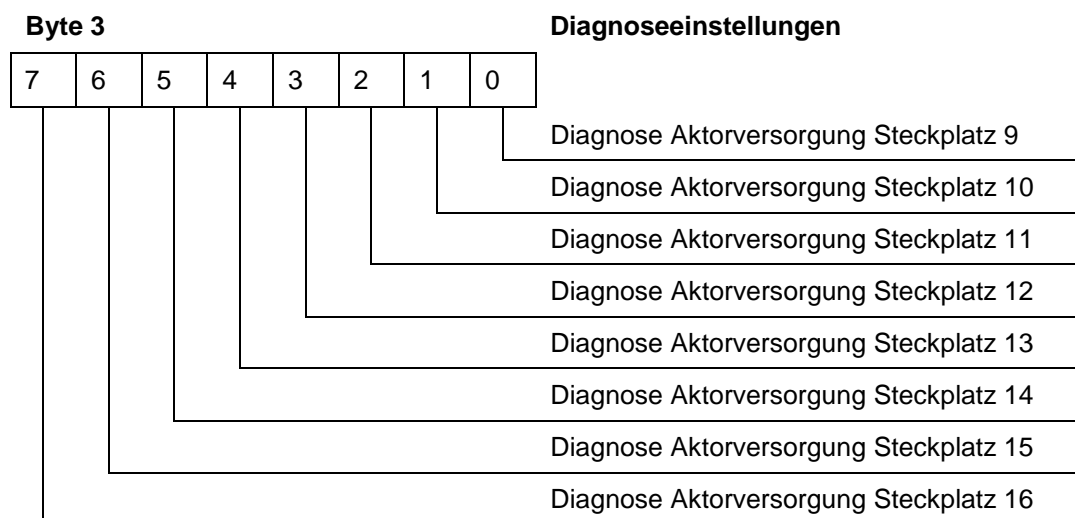 Byte 3 Diagnoseeinstellungen
7 6 5 4 3 2 1 0
Diagnose Aktorversorgung Steckplatz 9
Diagnose Aktorversorgung Steckplatz 10
Diagnose Aktorversorgung Steckplatz 11
Diagnose Aktorversorgung Steckplatz 12
Diagnose Aktorversorgung Steckplatz 13
Diagnose Aktorversorgung Steckplatz 14
Diagnose Aktorversorgung Steckplatz 15
Diagnose Aktorversorgung Steckplatz 16